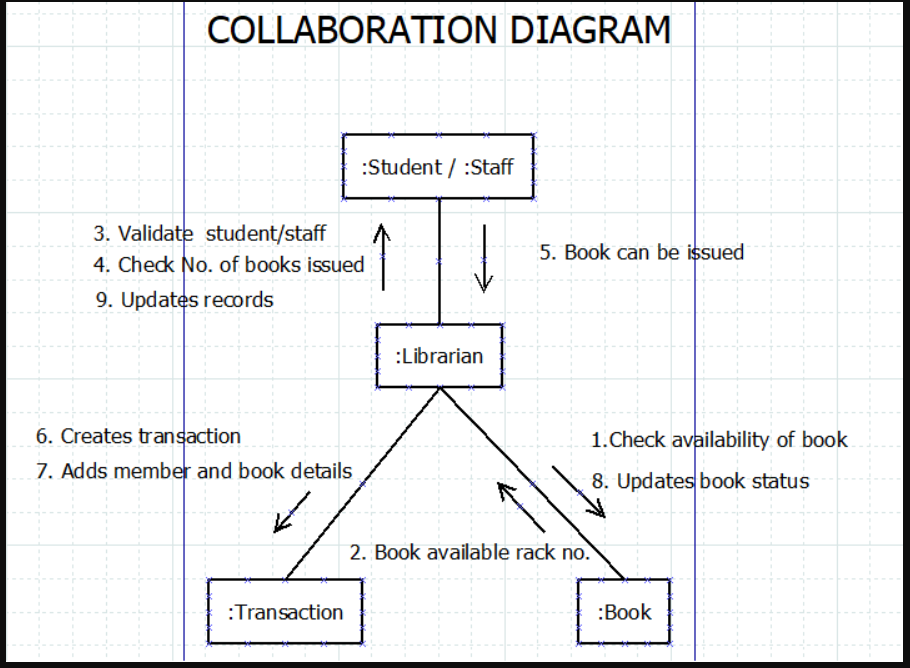 COLLABORATION DIAGRAM
:Student / :Staff
3. Validate  student/staff
4. Check No. of books issued
9. Updates records
5. Book can be issued
:Librarian
6. Creates transaction
7. Adds member and book details
1.Check availability of book
8. Updates book status
2. Book available rack no.
:Transaction
:Book